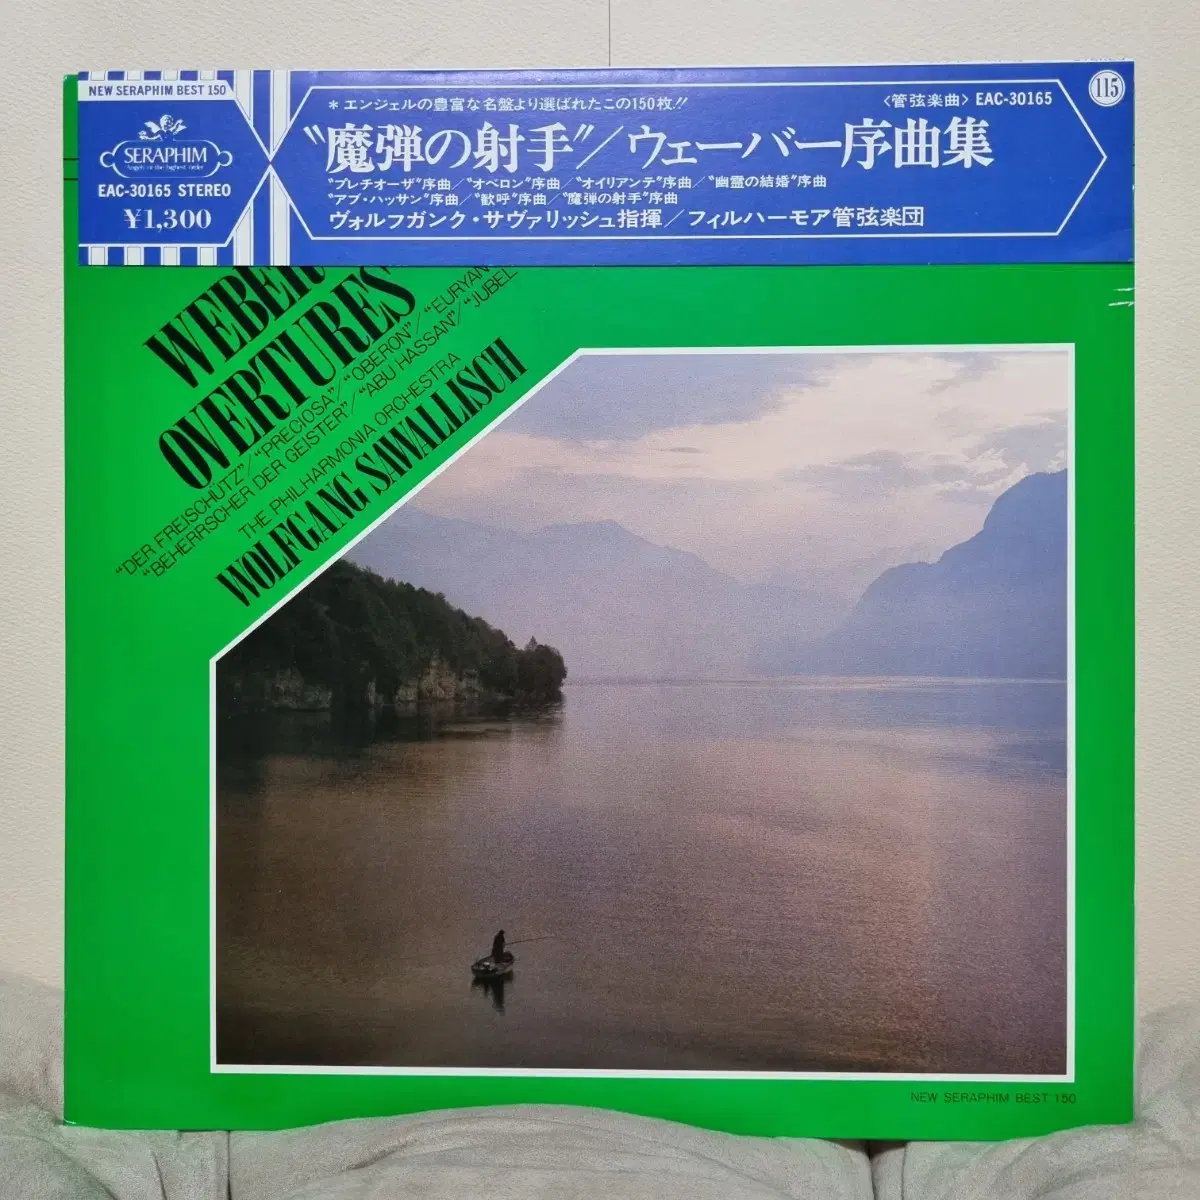 NEW SERAPHIM BEST 150
SERAPHIM
Angels of the highest order
EAC-30165 STEREO
¥1,300
＊エンジェルの豊富な名盤より選ばれたこの150枚!!
〈管弦楽曲〉EAC-30165
115
"魔弾の射手"/ウェーバー序曲集
"プレチオーザ"序曲/"オベロン"序曲/"オイリアンテ"序曲/"幽霊の結婚"序曲
"アブ・ハッサン"序曲/"歓呼"序曲/"魔弾の射手"序曲
ヴォルフガンク・サヴァリッシュ指揮/フィルハーモア管弦楽団
WEBER
OVERTURES
"DER FREISCHÜTZ"/"PRECIOSA"/"OBERON"/"EURYAN
"BEHERRSCHER DER GEISTER"/"ABU HASSAN"/"JUBEL
THE PHILHARMONIA ORCHESTRA
WOLFGANG SAWALLISCH
NEW SERAPHIM BEST 150